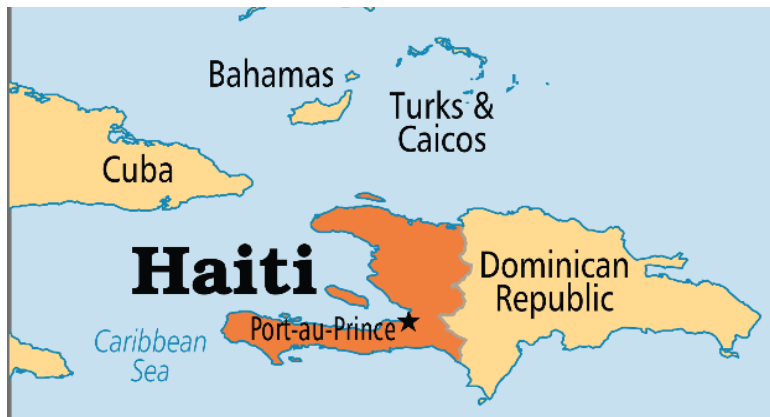 Bahamas
Turks &
Caicos
Cuba
Haiti
Dominican
Republic
Port-au-Prince
Caribbean
Sea